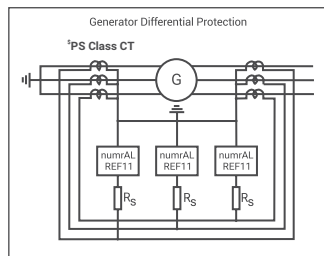 Generator Differential Protection
$PS Class CT
G
numrAL
REF11
numrAL
REF11
numrAL
REF11
RS
RS
RS